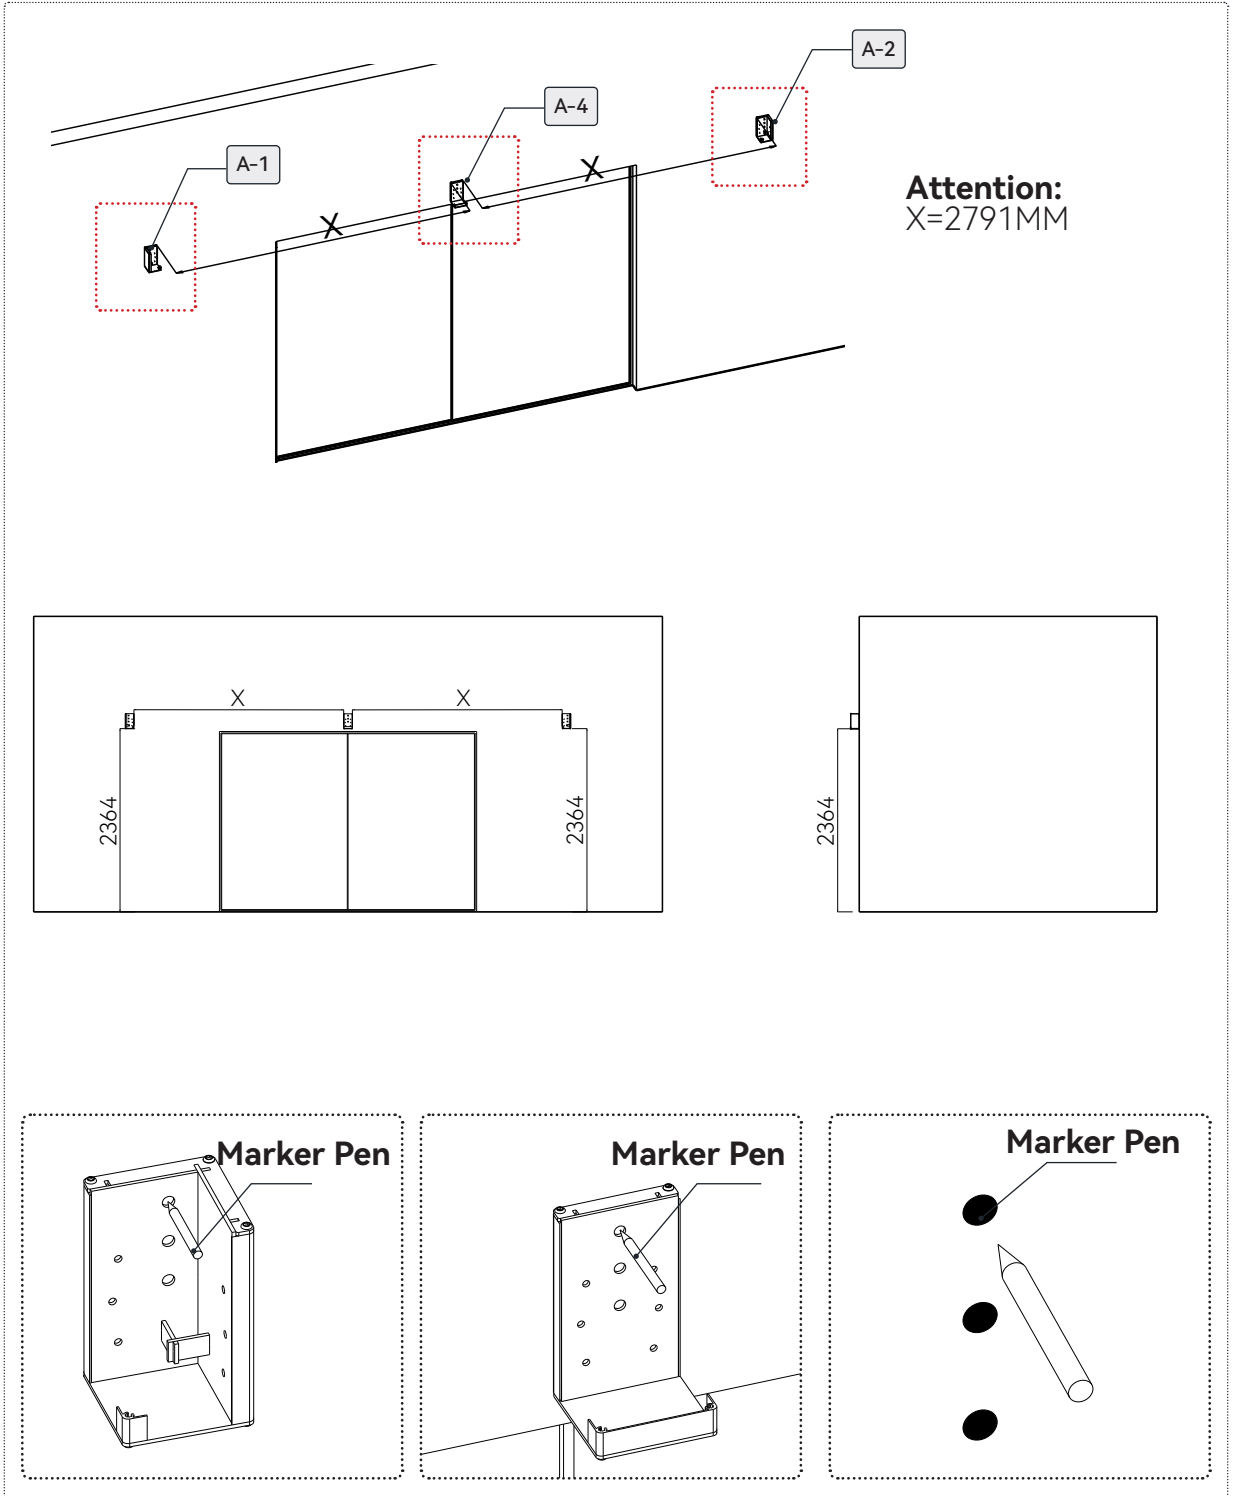 A-2
A-4
A-1
X
X
Attention:
X=2791MM
X
X
2364
2364
2364
Marker Pen
Marker Pen
Marker Pen